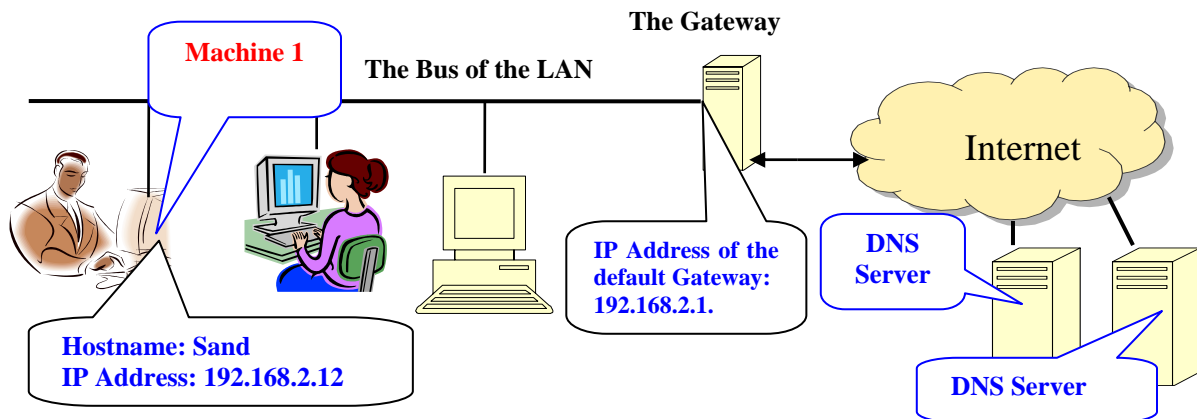 The Gateway
Machine 1
The Bus of the LAN
Internet
IP Address of the
default Gateway:
192.168.2.1.
DNS
Server
Hostname: Sand
IP Address: 192.168.2.12
DNS Server